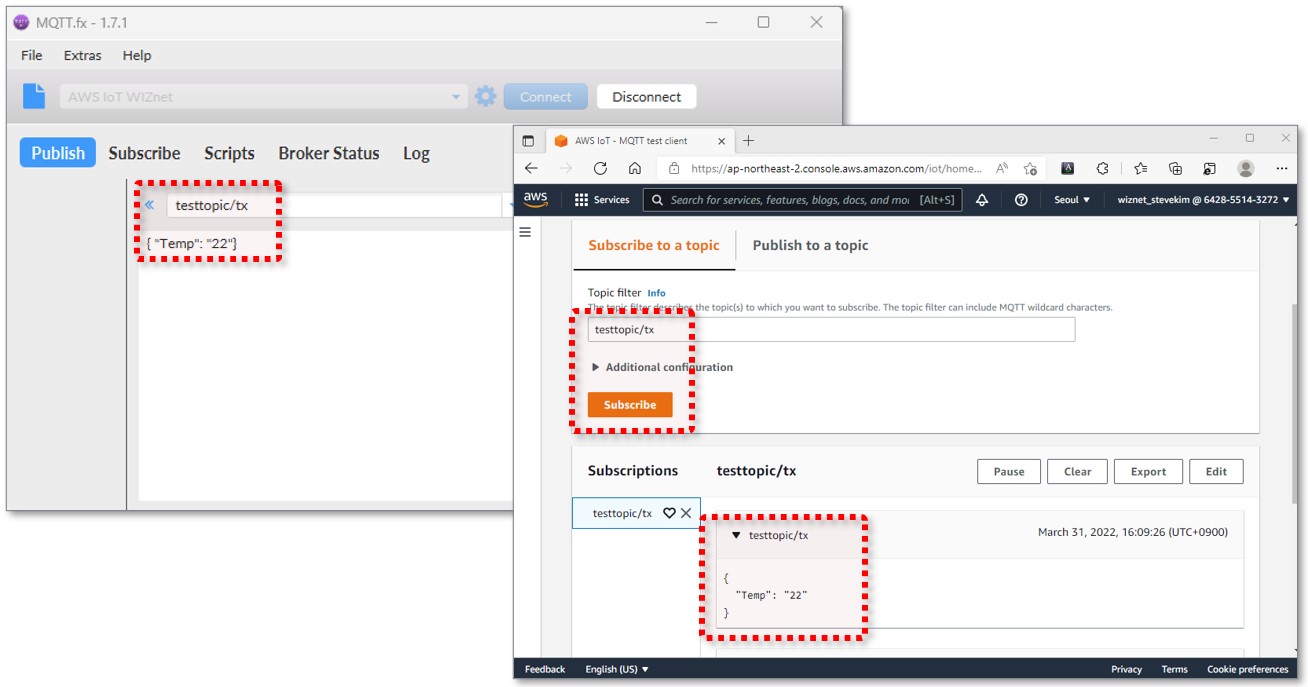 MQTT.fx - 1.7.1
File Extras Help
AWS IoT WIZnet
Connect
Disconnect
Publish Subscribe Scripts Broker Status Log
testtopic/tx
{ "Temp": "22"}
AWS IoT - MQTT test client
https://ap-northeast-2.console.aws.amazon.com/iot/home...
aws
Services
Search for services, features, blogs, docs, and moi [Alt+S]
Seoul
wiznet_stevekim @ 6428-5514-3272
Subscribe to a topic
Publish to a topic
Topic filter Info
The topic filter describes the topic(s) to which you want to subscribe. The topic filter can include MQTT wildcard characters.
testtopic/tx
Additional configuration
Subscribe
Subscriptions
testtopic/tx
Pause
Clear
Export
Edit
testtopic/tx
testtopic/tx
March 31, 2022, 16:09:26 (UTC+0900)
{
"Temp": "22"
}
Feedback
English (US)
Privacy
Terms
Cookie preferences